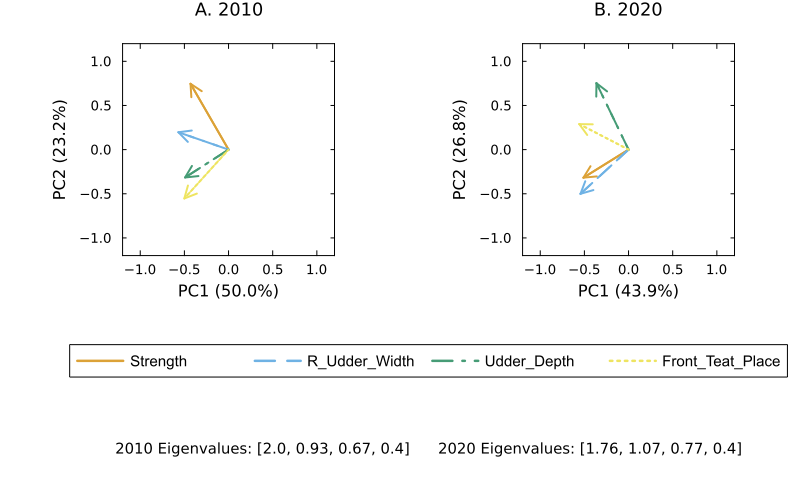 A. 2010
B. 2020
1.0
0.5
0.0
−0.5
−1.0
PC2 (23.2%)
−1.0 −0.5 0.0 0.5 1.0
PC1 (50.0%)
1.0
0.5
0.0
−0.5
−1.0
PC2 (26.8%)
−1.0 −0.5 0.0 0.5 1.0
PC1 (43.9%)
Strength R_Udder_Width Udder_Depth Front_Teat_Place
2010 Eigenvalues: [2.0, 0.93, 0.67, 0.4]
2020 Eigenvalues: [1.76, 1.07, 0.77, 0.4]